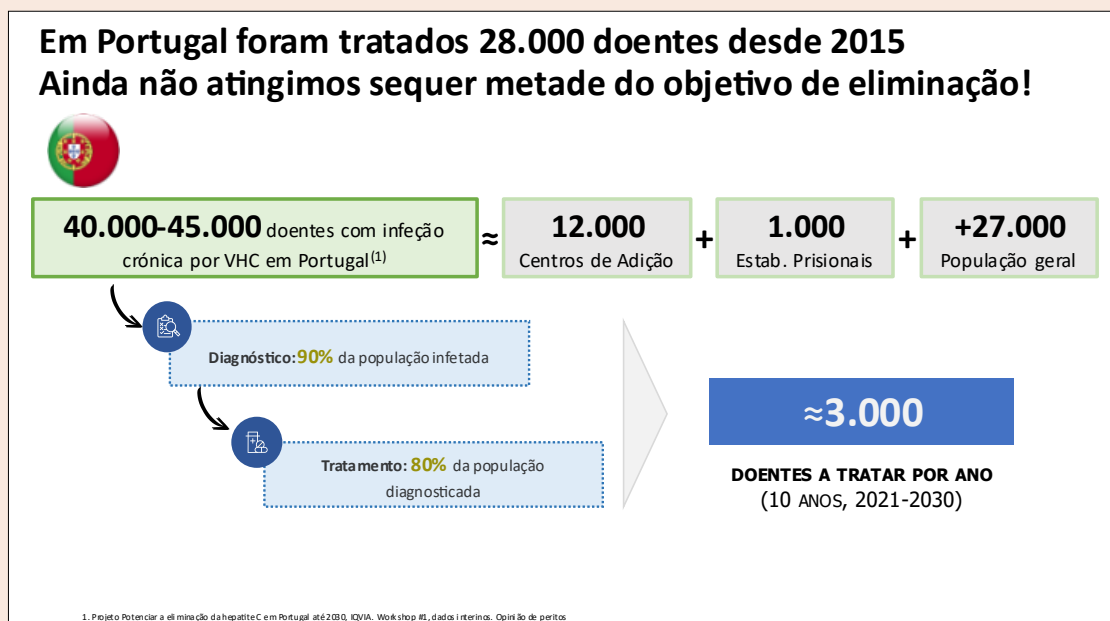 Em Portugal foram tratados 28.000 doentes desde 2015
Ainda não atingimos sequer metade do objetivo de eliminação!
40.000-45.000 doentes com infeção
crónica por VHC em Portugal(1)
≈
12.000
Centros de Adição
+
1.000
Estab. Prisionais
+
+27.000
População geral
Diagnóstico: 90% da população infetada
Tratamento: 80% da população
diagnosticada
≈3.000
DOENTES A TRATAR POR ANO
(10 ANOS, 2021-2030)
1. Projeto Potenciar a eliminação da hepatite C em Portugal até 2030, IQVIA. Workshop #1, dados interinos. Opinião de peritos